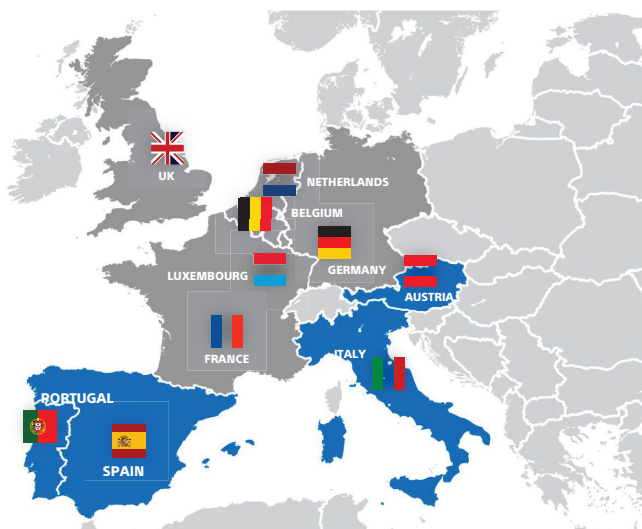 UK
NETHERLANDS
BELGIUM
LUXEMBOURG
GERMANY
AUSTRIA
FRANCE
ITALY
PORTUGAL
SPAIN